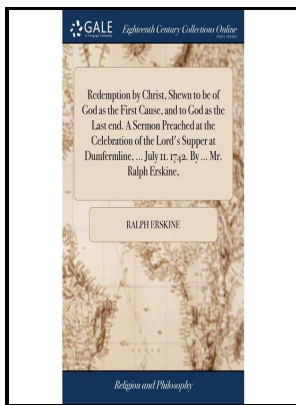 GALE
Eighteenth Century Collections Online
Redemption by Christ, Shewn to be of
God as the First Cause, and to God as the
Last end. A Sermon Preached at the
Celebration of the Lord's Supper at
Dumfermline, ... July 11. 1742. By ... Mr.
Ralph Erskine,
RALPH ERSKINE
Religion and Philosophy